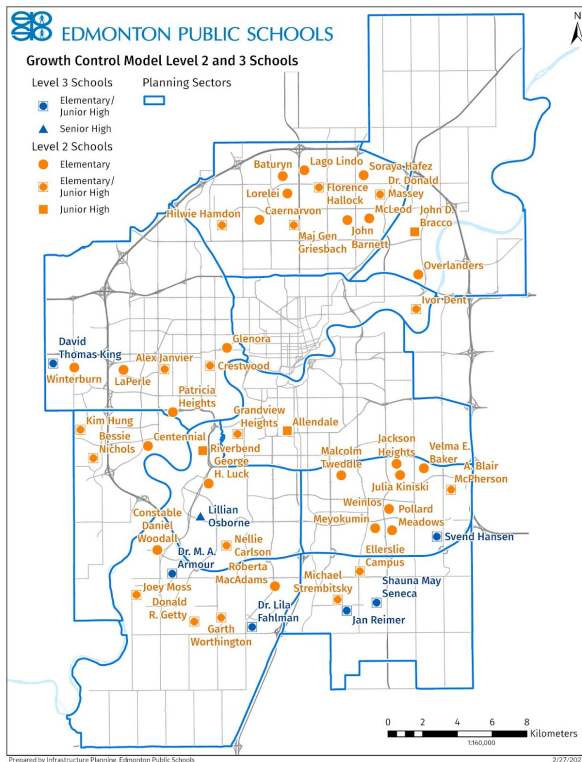 EDMONTON PUBLIC SCHOOLS
N
Growth Control Model Level 2 and 3 Schools
Level 3 Schools
Elementary/
Junior High
Senior High
Level 2 Schools
Elementary
Elementary/
Junior High
Junior High
Planning Sectors
Baturyn
Lago Lindo
Soraya Hafez
Dr. Donald
Massey
Lorelei
Florence
Hallock
Hilwie Hamdon
Caernarvon
McLeod
John D.
Bracco
Maj Gen
Griesbach
John
Barnett
Overlanders
Ivor Dent
David
Thomas King
Glenora
Alex Janvier
Crestwood
Winterburn
LaPerle
Patricia
Heights
Kim Hung
Grandview
Heights
Allendale
Bessie
Nichols
Centennial
Riverbend
George
H. Luck
Malcolm
Tweddle
Jackson
Heights
Velma E.
Baker
A. Blair
McPherson
Julia Kiniski
Weinlos
Pollard
Meadows
Meyokumin
Constable
Daniel
Woodall
Lillian
Osborne
Svend Hansen
Nellie
Carlson
Dr. M. A.
Armour
Ellerslie
Campus
Roberta
MacAdams
Michael
Strembitsky
Shauna May
Seneca
Joey Moss
Donald
R. Getty
Dr. Lila
Fahlman
Jan Reimer
Garth
Worthington
0 2 4 6 8
Kilometers
1:160,000
Prepared by Infrastructure Planning, Edmonton Public Schools
2/27/202